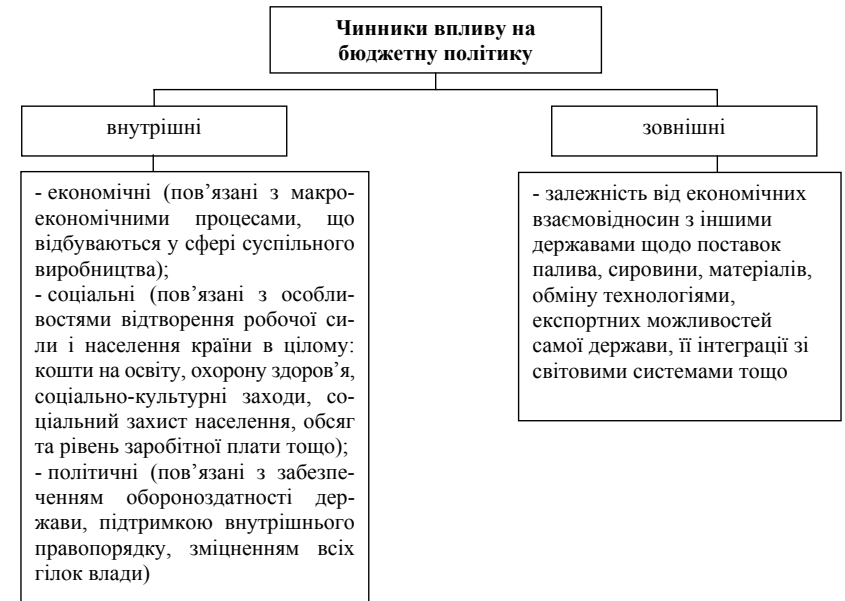 Чинники впливу на
бюджетну політику
внутрішні
зовнішні
- економічні (пов’язані з макро-
економічними процесами, що
відбуваються у сфері суспільного
виробництва);
- соціальні (пов’язані з особли-
востями відтворення робочої си-
ли і населення країни в цілому:
кошти на освіту, охорону здоров’я,
соціально-культурні заходи, со-
ціальний захист населення, обсяг
та рівень заробітної плати тощо);
- політичні (пов’язані з забезпе-
ченням обороноздатності дер-
жави, підтримкою внутрішнього
правопорядку, зміцненням всіх
гілок влади)
- залежність від економічних
взаємовідносин з іншими
державами щодо поставок
палива, сировини, матеріалів,
обміну технологіями,
експортних можливостей
самої держави, її інтеграції зі
світовими системами тощо